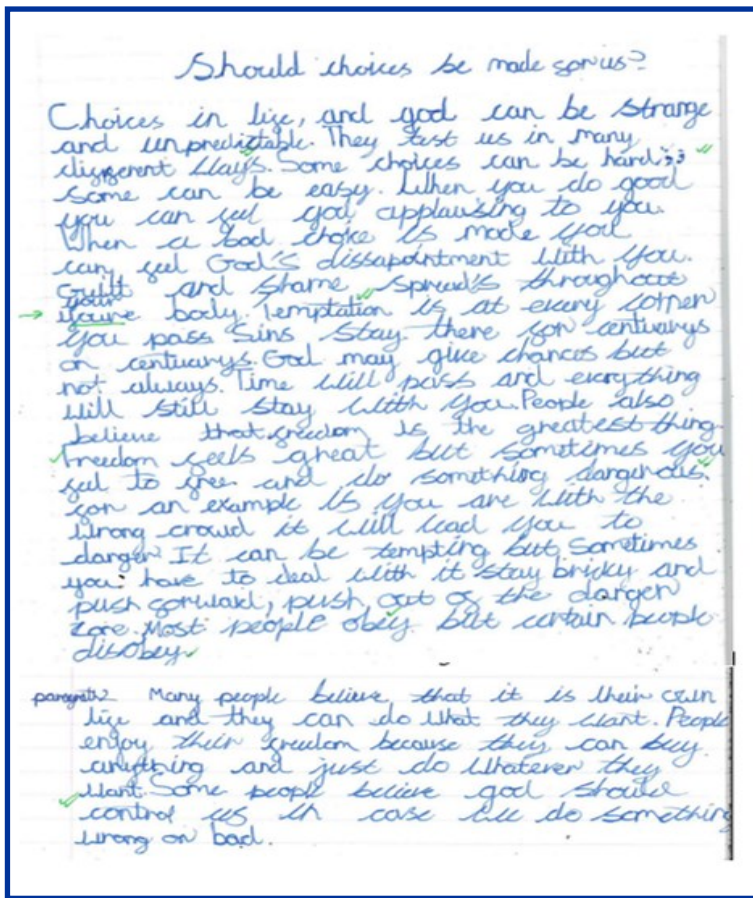 Should choices be made for us?
Choices in life, and god can be strange
and unpredictable. They test us in many
different ways. Some choices can be hard;
some can be easy. When you do good
you can feel god applausing to you.
When a bad choice is made you
can feel God's dissapointment with you.
Guilt and shame spread's throughout
your
youre body. Temptation is at every corner
you pass Sins stay there for centuarys
on centuarys. God may give chances but
not always. Time will pass and everything
will still stay with you. People also
believe that freedom is the greatest thing.
Freedom feels great but sometimes you
feel to free and do something dangerous.
for an example is you are with the
wrong crowd it will lead you to
danger. It can be tempting but Sometimes
you have to deal with it stay bricky and
push forward, push out of the danger
zone. Most people obey but certain people
disobey
paragrath2 Many people believe that it is their own
life and they can do what they want. People
enjoy their freedom because they can buy
anything and just do whatever they
want. Some people believe god should
control us in case we do something
wrong or bad.